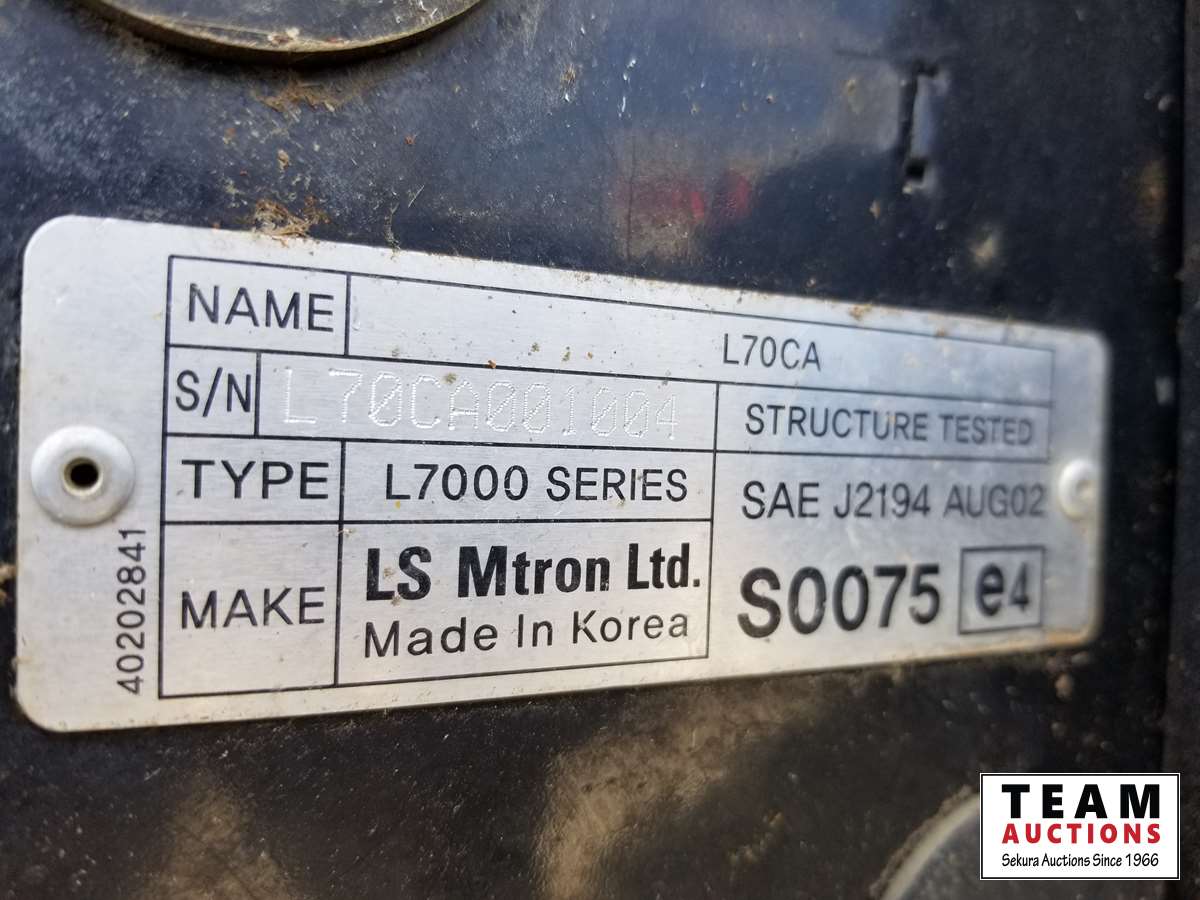 NAME L70CA
S/N L70CA001004 STRUCTURE TESTED
TYPE L7000 SERIES SAE J2194 AUG02
MAKE LS Mtron Ltd. S0075 e4
Made In Korea
40202841
TEAM
AUCTIONS
Sekura Auctions Since 1966